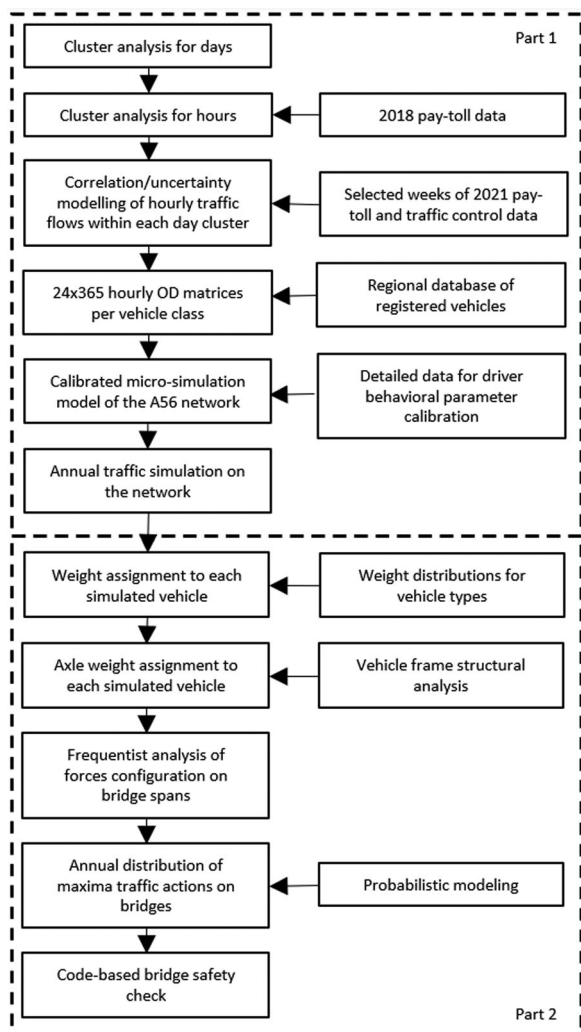 Part 1
Cluster analysis for days
Cluster analysis for hours
2018 pay-toll data
Correlation/uncertainty
modelling of hourly traffic
flows within each day cluster
Selected weeks of 2021 pay-
toll and traffic control data
24x365 hourly OD matrices
per vehicle class
Regional database of
registered vehicles
Calibrated micro-simulation
model of the A56 network
Detailed data for driver
behavioral parameter
calibration
Annual traffic simulation on
the network
Weight assignment to each
simulated vehicle
Weight distributions for
vehicle types
Axle weight assignment to
each simulated vehicle
Vehicle frame structural
analysis
Frequentist analysis of
forces configuration on
bridge spans
Annual distribution of
maxima traffic actions on
bridges
Probabilistic modeling
Code-based bridge safety
check
Part 2